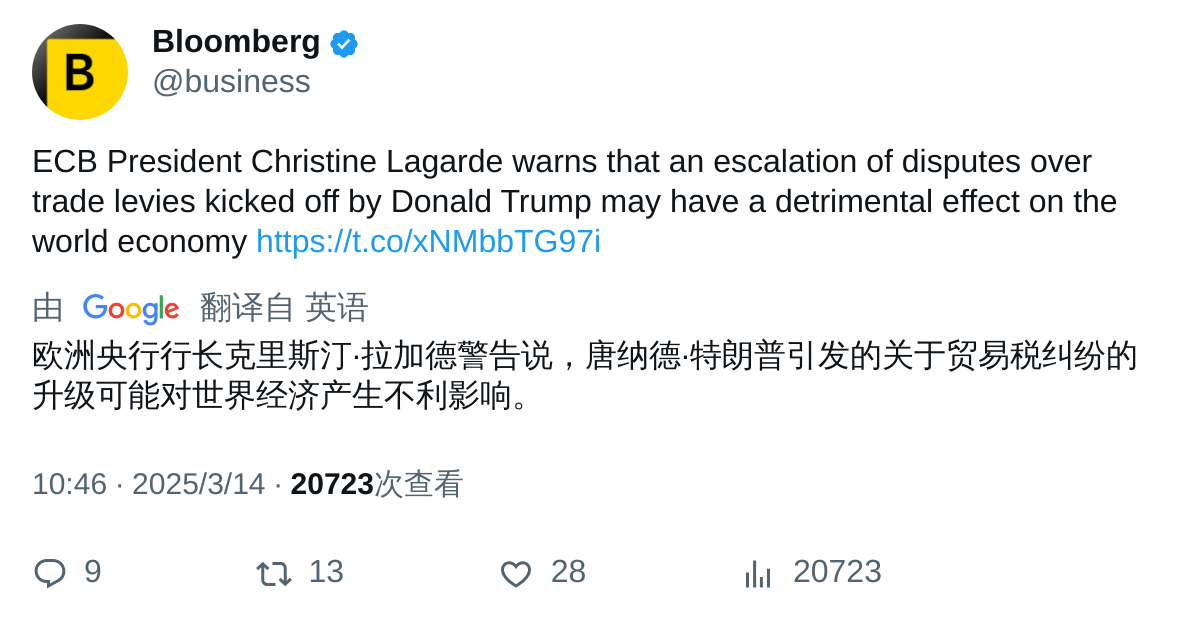 B
Bloomberg
@business
ECB President Christine Lagarde warns that an escalation of disputes over
trade levies kicked off by Donald Trump may have a detrimental effect on the
world economy https://t.co/xNMbbTG97i
由 Google 翻译自 英语
欧洲央行行长克里斯汀·拉加德警告说，唐纳德·特朗普引发的关于贸易税纠纷的
升级可能对世界经济产生不利影响。
10:46 · 2025/3/14 · 20723次查看
9 13 28 20723